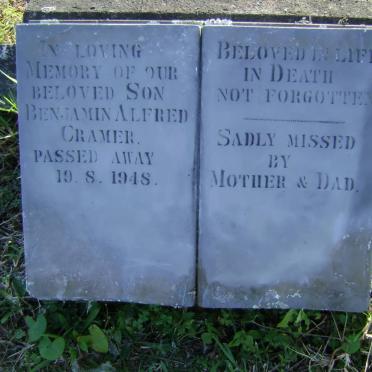 In loving
Memory of our
beloved Son
Benjamin Alfred
Cramer.
passed away
19. 8. 1948.
Beloved in Life
in Death
not forgotten
Sadly missed
by
Mother & Dad.